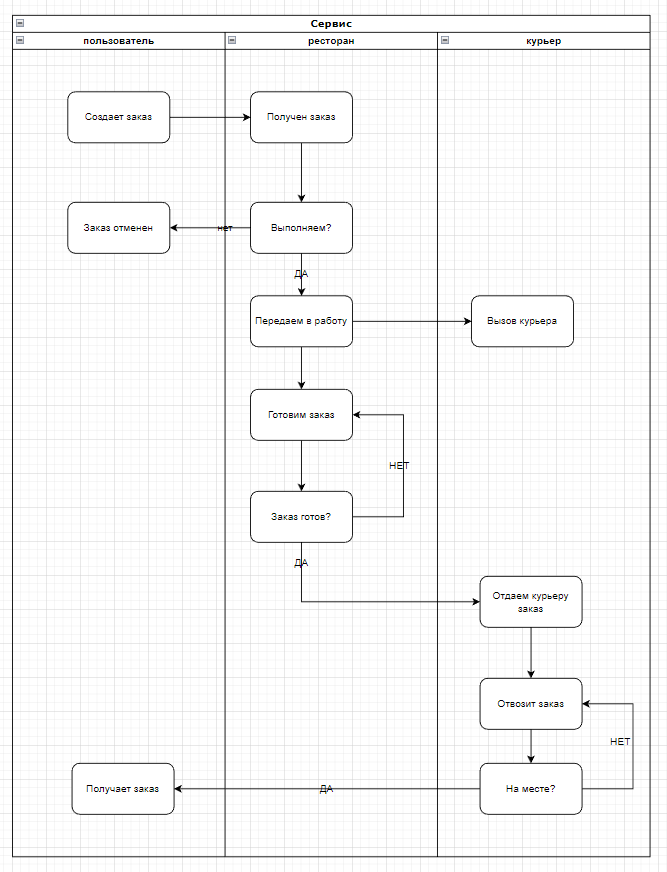 Сервис
пользователь
ресторан
курьер
Создает заказ
Получен заказ
Заказ отменен
нет
Выполняем?
ДА
Передаем в работу
Вызов курьера
Готовим заказ
НЕТ
Заказ готов?
ДА
Отдаем курьеру
заказ
Отвозит заказ
НЕТ
Получает заказ
ДА
На месте?